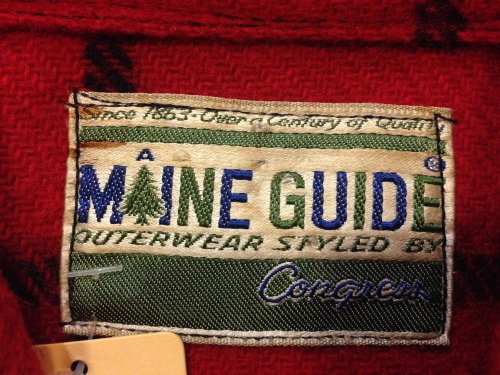 Since 1863-Over a Century of Quality
A
MAINE GUIDE ®
OUTERWEAR STYLED BY
Congress